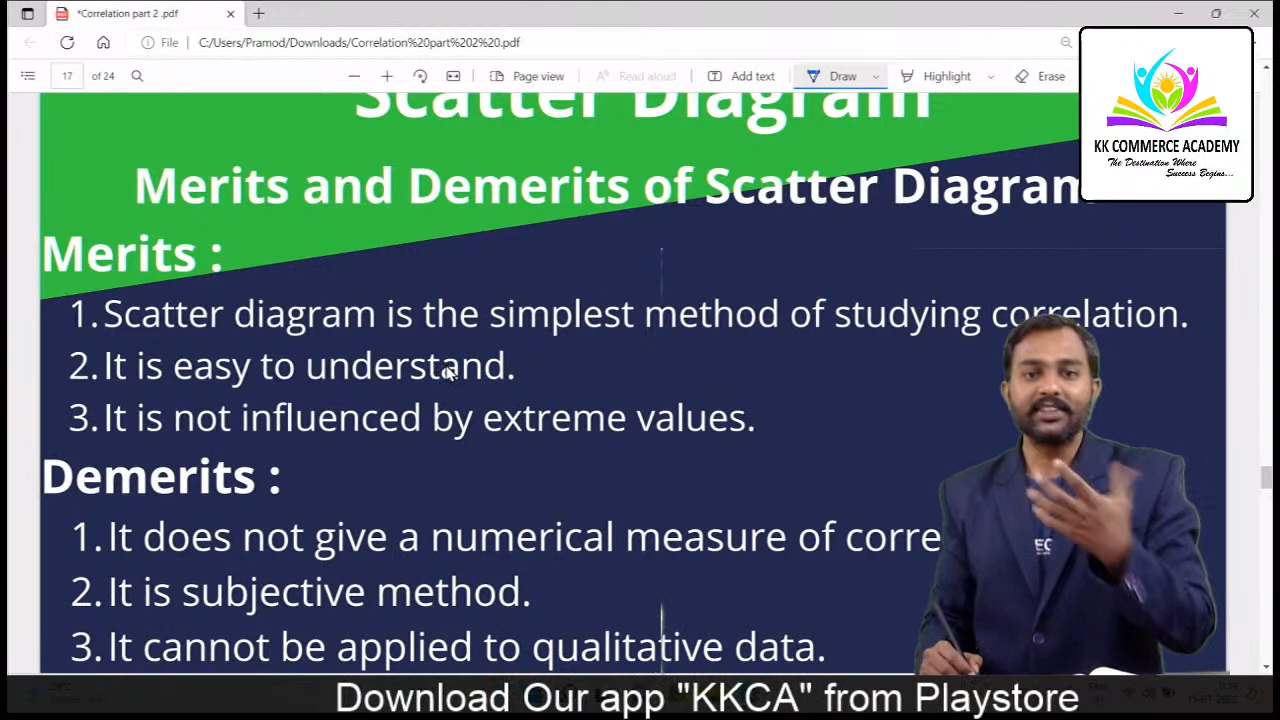 *Correlation part 2 .pdf
File
C:/Users/Pramod/Downloads/Correlation%20part%202%20.pdf
17 of 24
Page view
Read aloud
Add text
Draw
Highlight
Erase
KK COMMERCE ACADEMY
The Destination Where
Success Begins...
Scatter Diagram
Merits and Demerits of Scatter Diagram
Merits :
1. Scatter diagram is the simplest method of studying correlation.
2. It is easy to understand.
3. It is not influenced by extreme values.
Demerits :
1. It does not give a numerical measure of corre
2. It is subjective method.
3. It cannot be applied to qualitative data.
Download Our app "KKCA" from Playstore